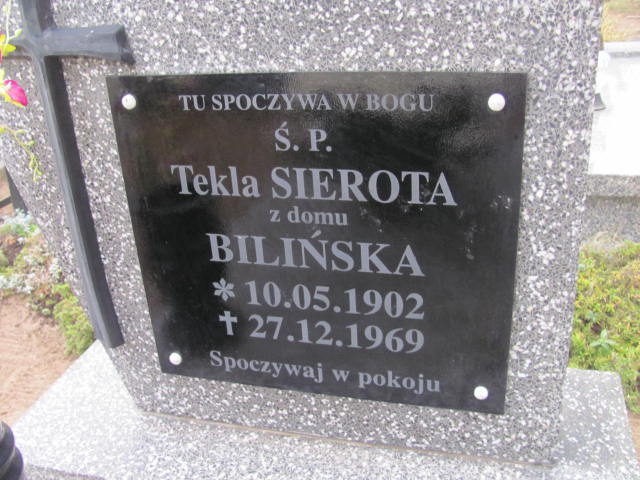 TU SPOCZYWA W BOGU
Ś. P.
Tekla SIEROTA
z domu
BILIŃSKA
* 10.05.1902
✝ 27.12.1969
Spoczywaj w pokoju